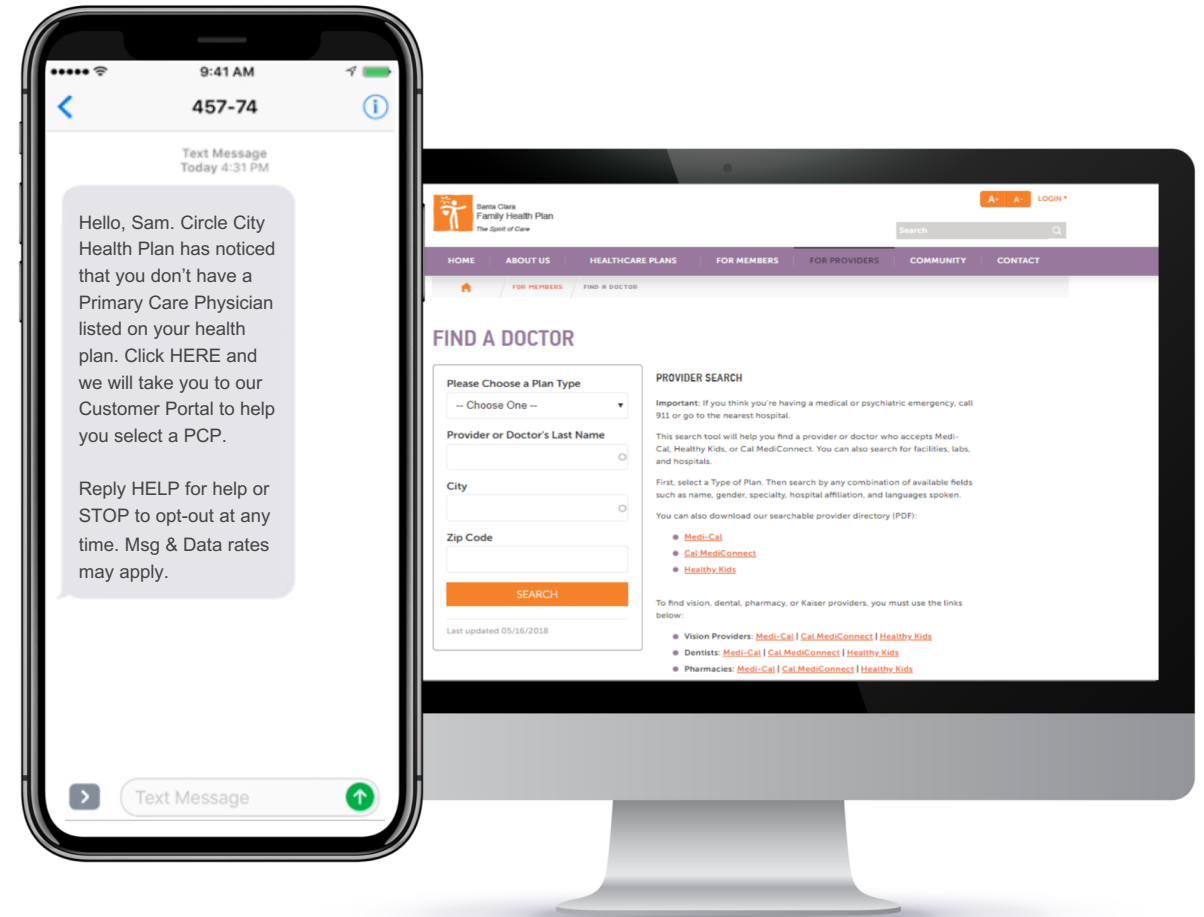 9:41 AM
457-74
Text Message
Today 4:31 PM
Hello, Sam. Circle City
Health Plan has noticed
that you don’t have a
Primary Care Physician
listed on your health
plan. Click HERE and
we will take you to our
Customer Portal to help
you select a PCP.
Reply HELP for help or
STOP to opt-out at any
time. Msg & Data rates
may apply.
Text Message
Santa Clara
Family Health Plan
The Spirit of Care
A+ A- LOGIN
Search
HOME ABOUT US HEALTHCARE PLANS FOR MEMBERS FOR PROVIDERS COMMUNITY CONTACT
FOR MEMBERS FIND A DOCTOR
FIND A DOCTOR
Please Choose a Plan Type
-- Choose One --
Provider or Doctor's Last Name
City
Zip Code
SEARCH
Last updated 05/16/2018
PROVIDER SEARCH
Important: If you think you're having a medical or psychiatric emergency, call
911 or go to the nearest hospital.
This search tool will help you find a provider or doctor who accepts Medi-
Cal, Healthy Kids, or Cal MediConnect. You can also search for facilities, labs,
and hospitals.
First, select a Type of Plan. Then search by any combination of available fields
such as name, gender, specialty, hospital affiliation, and languages spoken.
You can also download our searchable provider directory (PDF):
Medi-Cal
Cal MediConnect
Healthy Kids
To find vision, dental, pharmacy, or Kaiser providers, you must use the links
below:
Vision Providers: Medi-Cal | Cal MediConnect | Healthy Kids
Dentists: Medi-Cal | Cal MediConnect | Healthy Kids
Pharmacies: Medi-Cal | Cal MediConnect | Healthy Kids